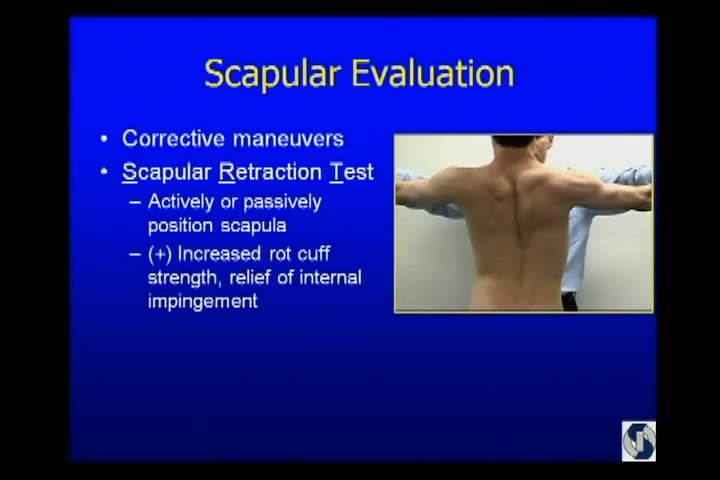 Scapular Evaluation
• Corrective maneuvers
• Scapular Retraction Test
– Actively or passively
position scapula
– (+) Increased rot cuff
strength, relief of internal
impingement